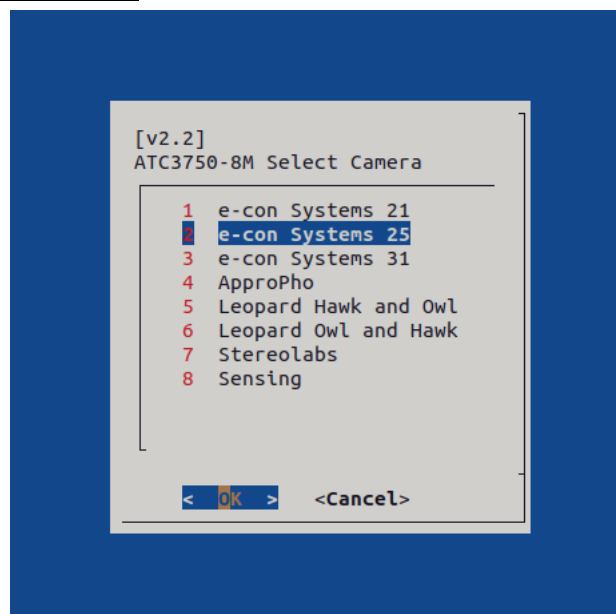 [v2.2]
ATC3750-8M Select Camera
1 e-con Systems 21
2 e-con Systems 25
3 e-con Systems 31
4 ApproPho
5 Leopard Hawk and Owl
6 Leopard Owl and Hawk
7 Stereolabs
8 Sensing
< OK > <Cancel>